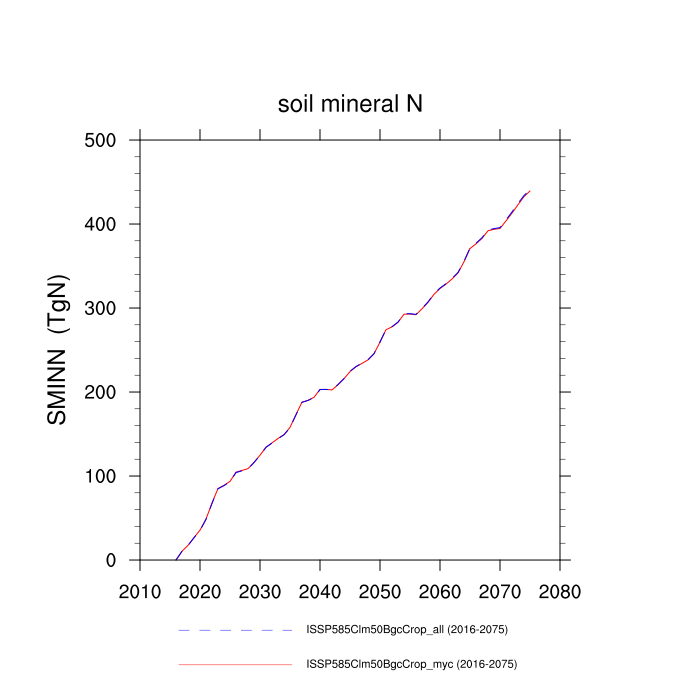 soil mineral N
SMINN (TgN)
500
400
300
200
100
0
2010 2020 2030 2040 2050 2060 2070 2080
ISSP585Clm50BgcCrop_all (2016-2075)
ISSP585Clm50BgcCrop_myc (2016-2075)